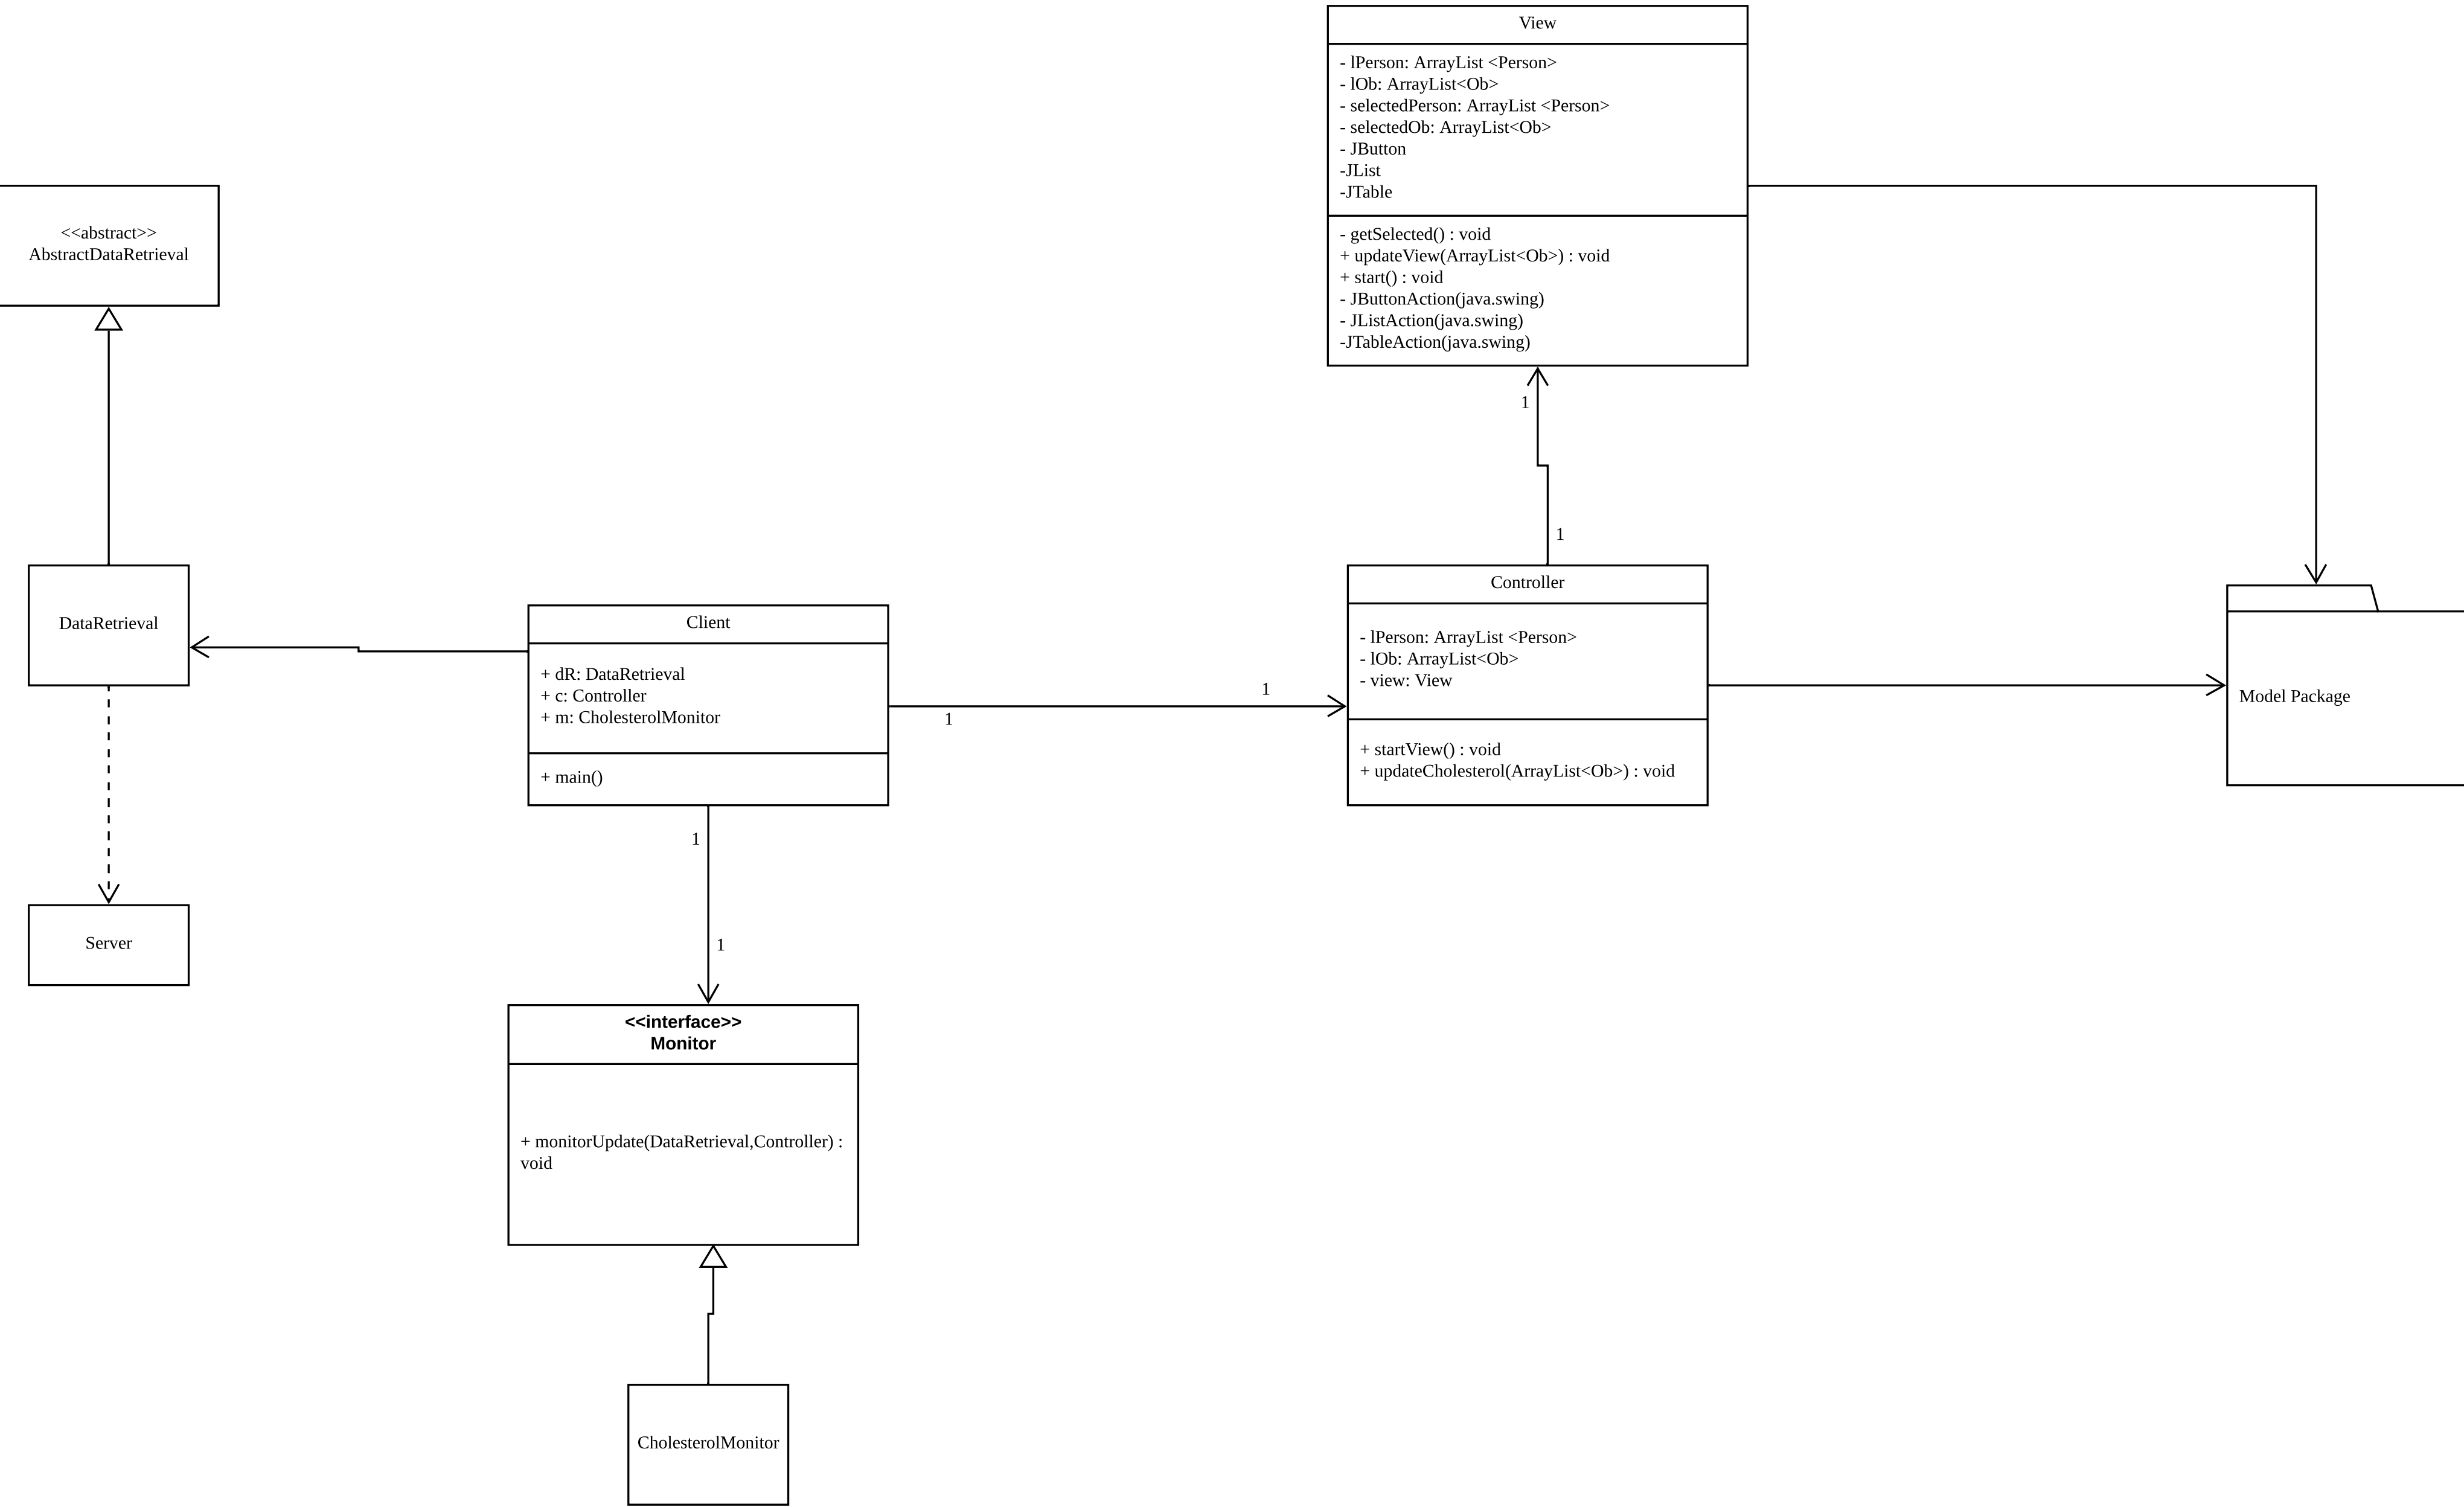 View
- lPerson: ArrayList <Person>
- lOb: ArrayList<Ob>
- selectedPerson: ArrayList <Person>
- selectedOb: ArrayList<Ob>
- JButton
-JList
-JTable
- getSelected() : void
+ updateView(ArrayList<Ob>) : void
+ start() : void
- JButtonAction(java.swing)
- JListAction(java.swing)
-JTableAction(java.swing)
<<abstract>>
AbstractDataRetrieval
1
1
DataRetrieval
Client
+ dR: DataRetrieval
+ c: Controller
+ m: CholesterolMonitor
+ main()
1
1
Controller
- lPerson: ArrayList <Person>
- lOb: ArrayList<Ob>
- view: View
+ startView() : void
+ updateCholesterol(ArrayList<Ob>) : void
Model Package
1
1
Server
<<interface>>
Monitor
+ monitorUpdate(DataRetrieval,Controller) :
void
CholesterolMonitor